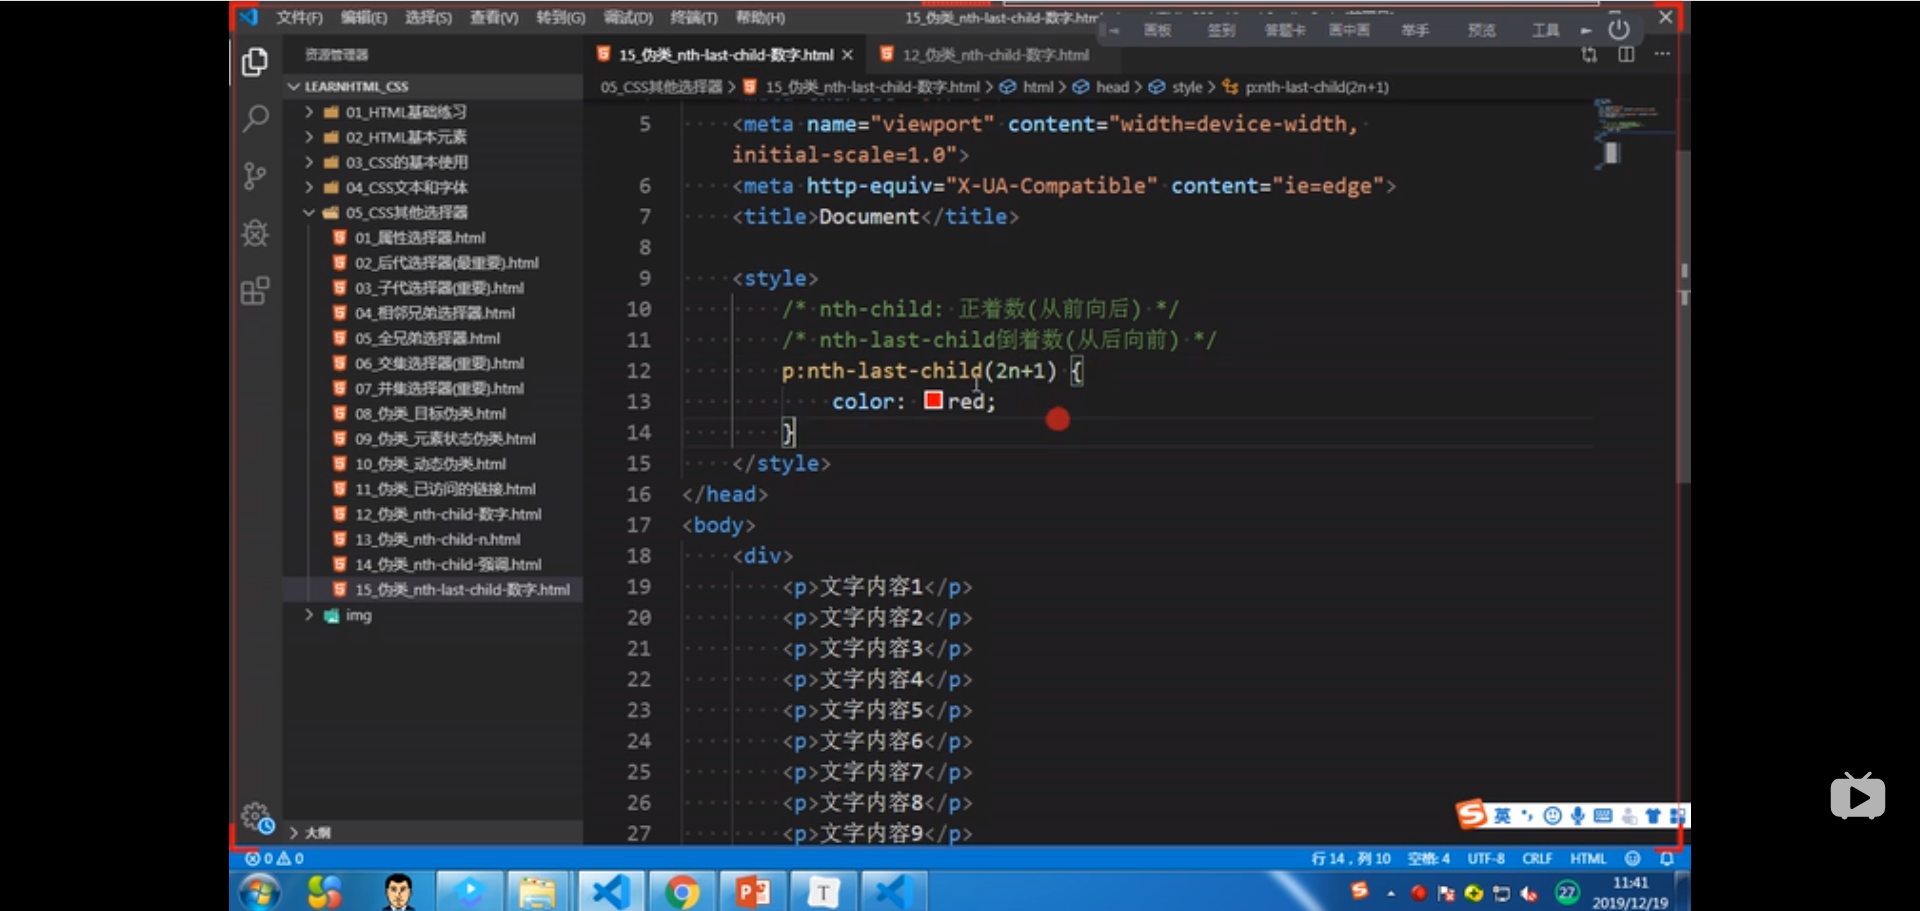 文件(F) 编辑(E) 选择(S) 查看(V) 转到(G) 调试(D) 终端(T) 帮助(H)
画板 签到 答题卡 画中画 举手 预览 工具
资源管理器
15_伪类_nth-last-child-数字.html
12_伪类_nth-child-数字.html
LEARNHTML_CSS
05_CSS其他选择器 > 15_伪类_nth-last-child-数字.html > html > head > style > p:nth-last-child(2n+1)
01_HTML基础练习
02_HTML基本元素
03_CSS的基本使用
04_CSS文本和字体
05_CSS其他选择器
01_属性选择器.html
02_后代选择器(最重要).html
03_子代选择器(重要).html
04_相邻兄弟选择器.html
05_全兄弟选择器.html
06_交集选择器(重要).html
07_并集选择器(重要).html
08_伪类_目标伪类.html
09_伪类_元素状态伪类.html
10_伪类_动态伪类.html
11_伪类_已访问的链接.html
12_伪类_nth-child-数字.html
13_伪类_nth-child-n.html
14_伪类_nth-child-强调.html
15_伪类_nth-last-child-数字.html
img
大纲
5 <meta name="viewport" content="width=device-width,
initial-scale=1.0">
6 <meta http-equiv="X-UA-Compatible" content="ie=edge">
7 <title>Document</title>
8
9 <style>
10 /* nth-child: 正着数(从前向后) */
11 /* nth-last-child倒着数(从后向前) */
12 p:nth-last-child(2n+1) {
13 color: red;
14 }
15 </style>
16 </head>
17 <body>
18 <div>
19 <p>文字内容1</p>
20 <p>文字内容2</p>
21 <p>文字内容3</p>
22 <p>文字内容4</p>
23 <p>文字内容5</p>
24 <p>文字内容6</p>
25 <p>文字内容7</p>
26 <p>文字内容8</p>
27 <p>文字内容9</p>
英
0 0
行 14，列 10 空格: 4 UTF-8 CRLF HTML
27
11:41
2019/12/19